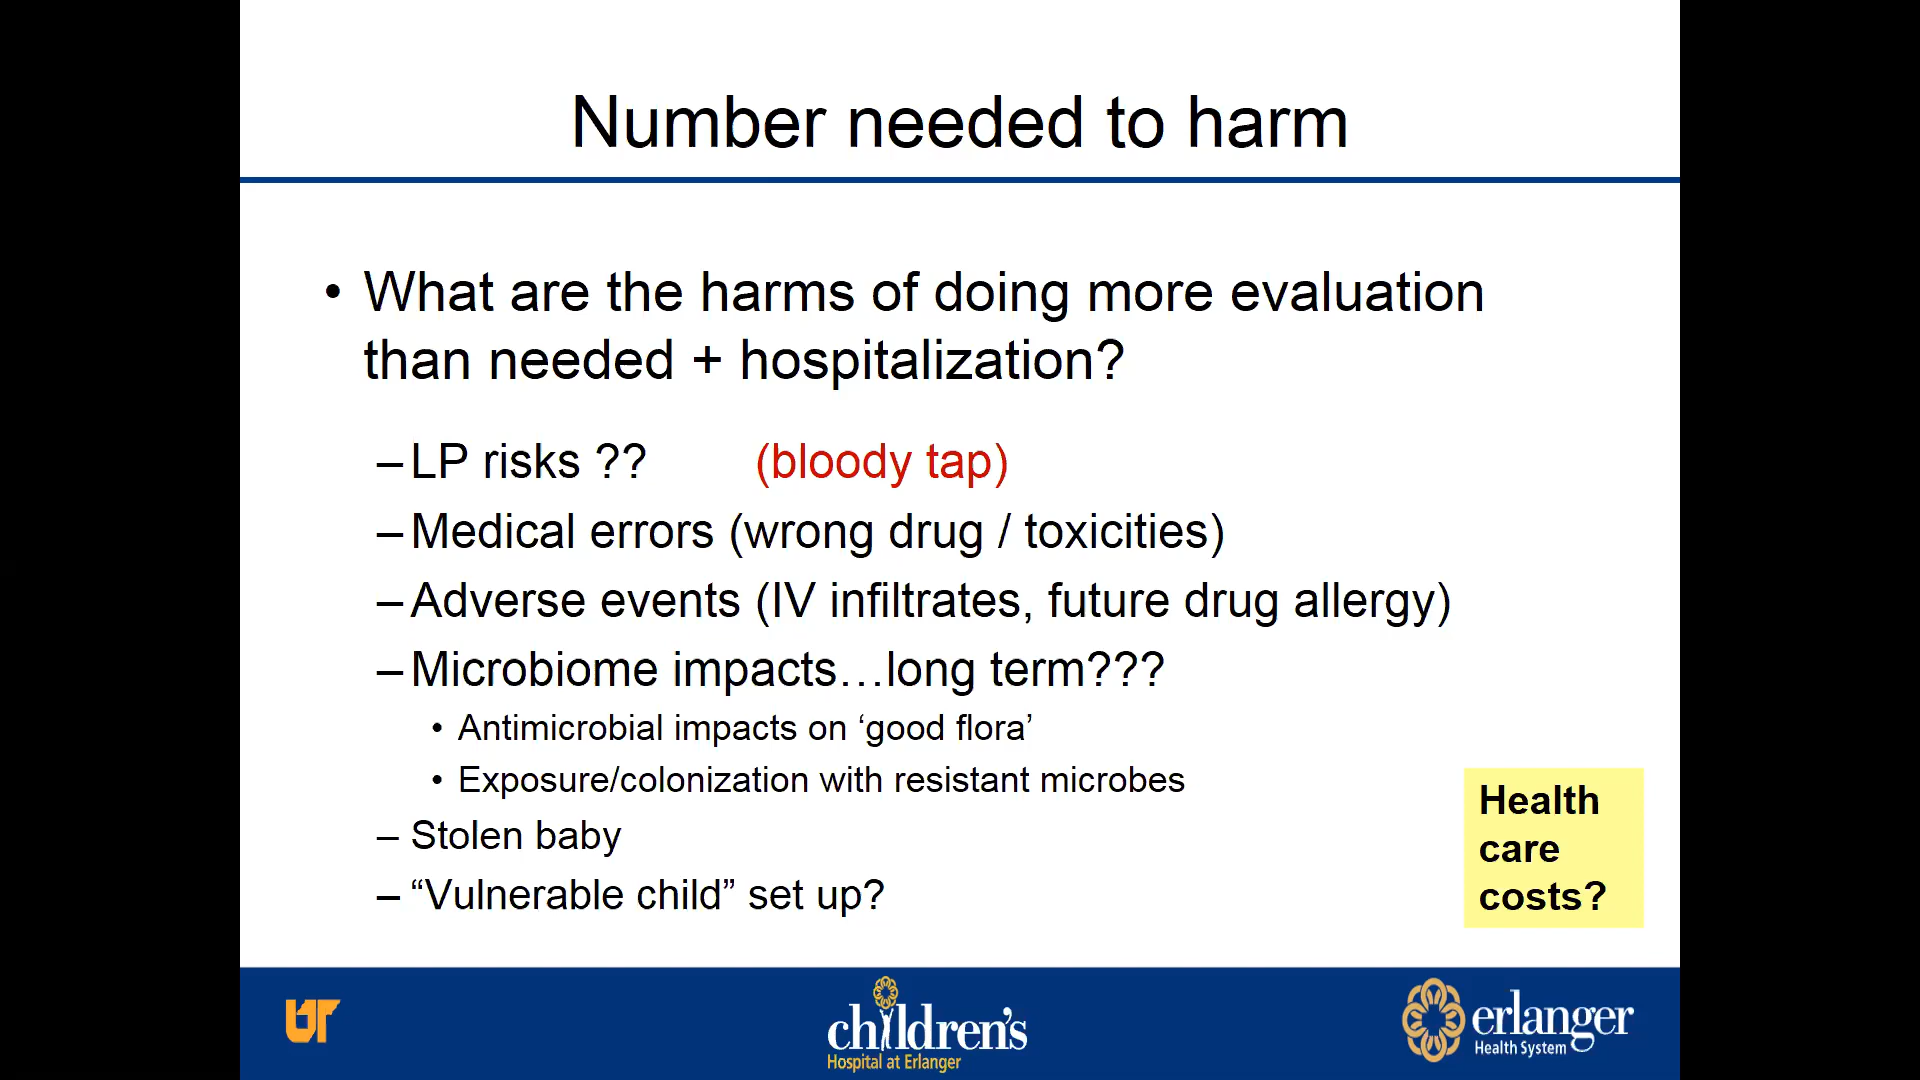 Number needed to harm
• What are the harms of doing more evaluation
than needed + hospitalization?
– LP risks ?? (bloody tap)
– Medical errors (wrong drug / toxicities)
– Adverse events (IV infiltrates, future drug allergy)
– Microbiome impacts…long term???
• Antimicrobial impacts on ‘good flora’
• Exposure/colonization with resistant microbes
– Stolen baby
– “Vulnerable child” set up?
Health
care
costs?
UT
children's
Hospital at Erlanger
erlanger
Health System